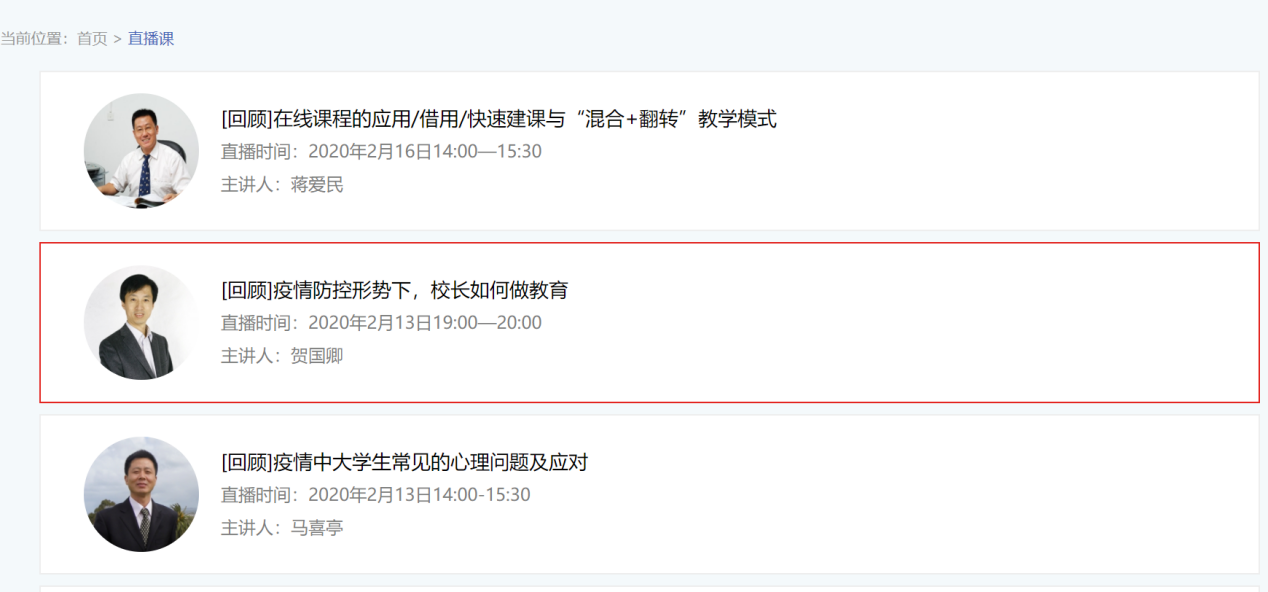 当前位置：首页 > 直播课
[回顾]在线课程的应用/借用/快速建课与“混合+翻转”教学模式
直播时间：2020年2月16日14:00—15:30
主讲人：蒋爱民
[回顾]疫情防控形势下，校长如何做教育
直播时间：2020年2月13日19:00—20:00
主讲人：贺国卿
[回顾]疫情中大学生常见的心理问题及应对
直播时间：2020年2月13日14:00-15:30
主讲人：马喜亭